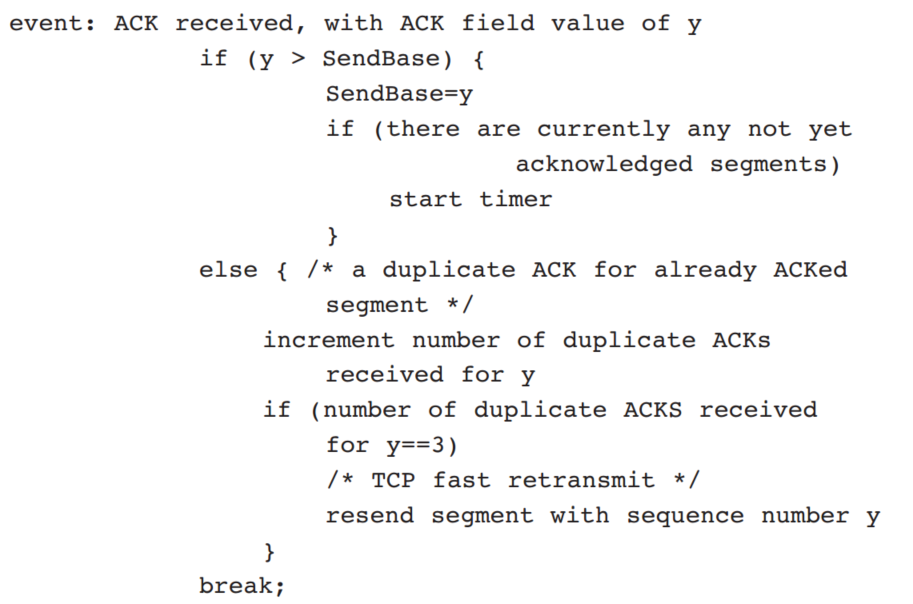 event: ACK received, with ACK field value of y
if (y > SendBase) {
SendBase=y
if (there are currently any not yet
acknowledged segments)
start timer
}
else { /* a duplicate ACK for already ACKed
segment */
increment number of duplicate ACKs
received for y
if (number of duplicate ACKS received
for y==3)
/* TCP fast retransmit */
resend segment with sequence number y
}
break;